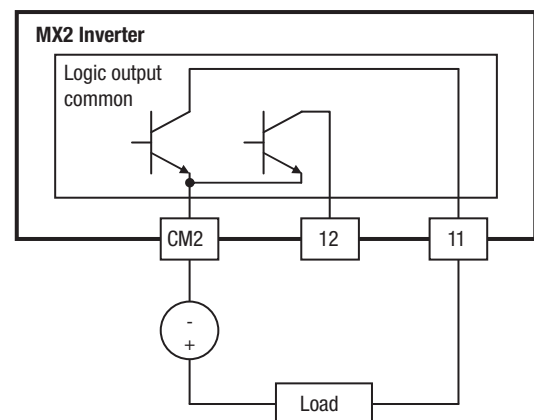 MX2 Inverter
Logic output
common
CM2
12
11
-
+
Load